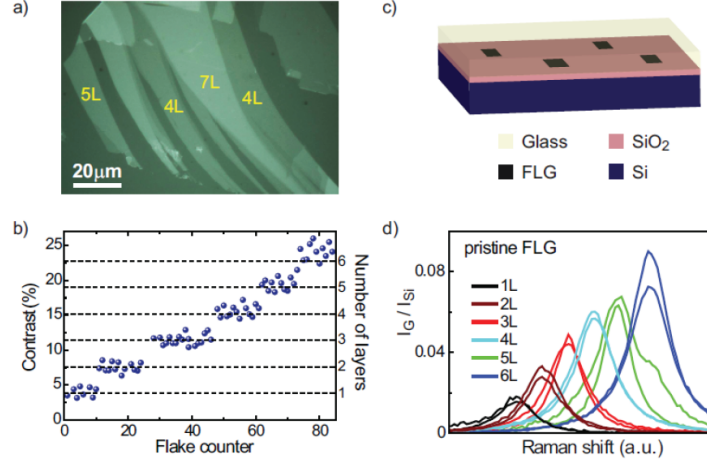 a)
5L
4L
7L
4L
20μm
b)
Contrast (%)
25
20
15
10
5
0
0
20
40
60
80
Flake counter
6
5
4
3
2
1
Number of layers
c)
Glass
SiO₂
FLG
Si
d)
pristine FLG
1L
2L
3L
4L
5L
6L
I_G / I_Si
0.08
0.04
0
Raman shift (a.u.)